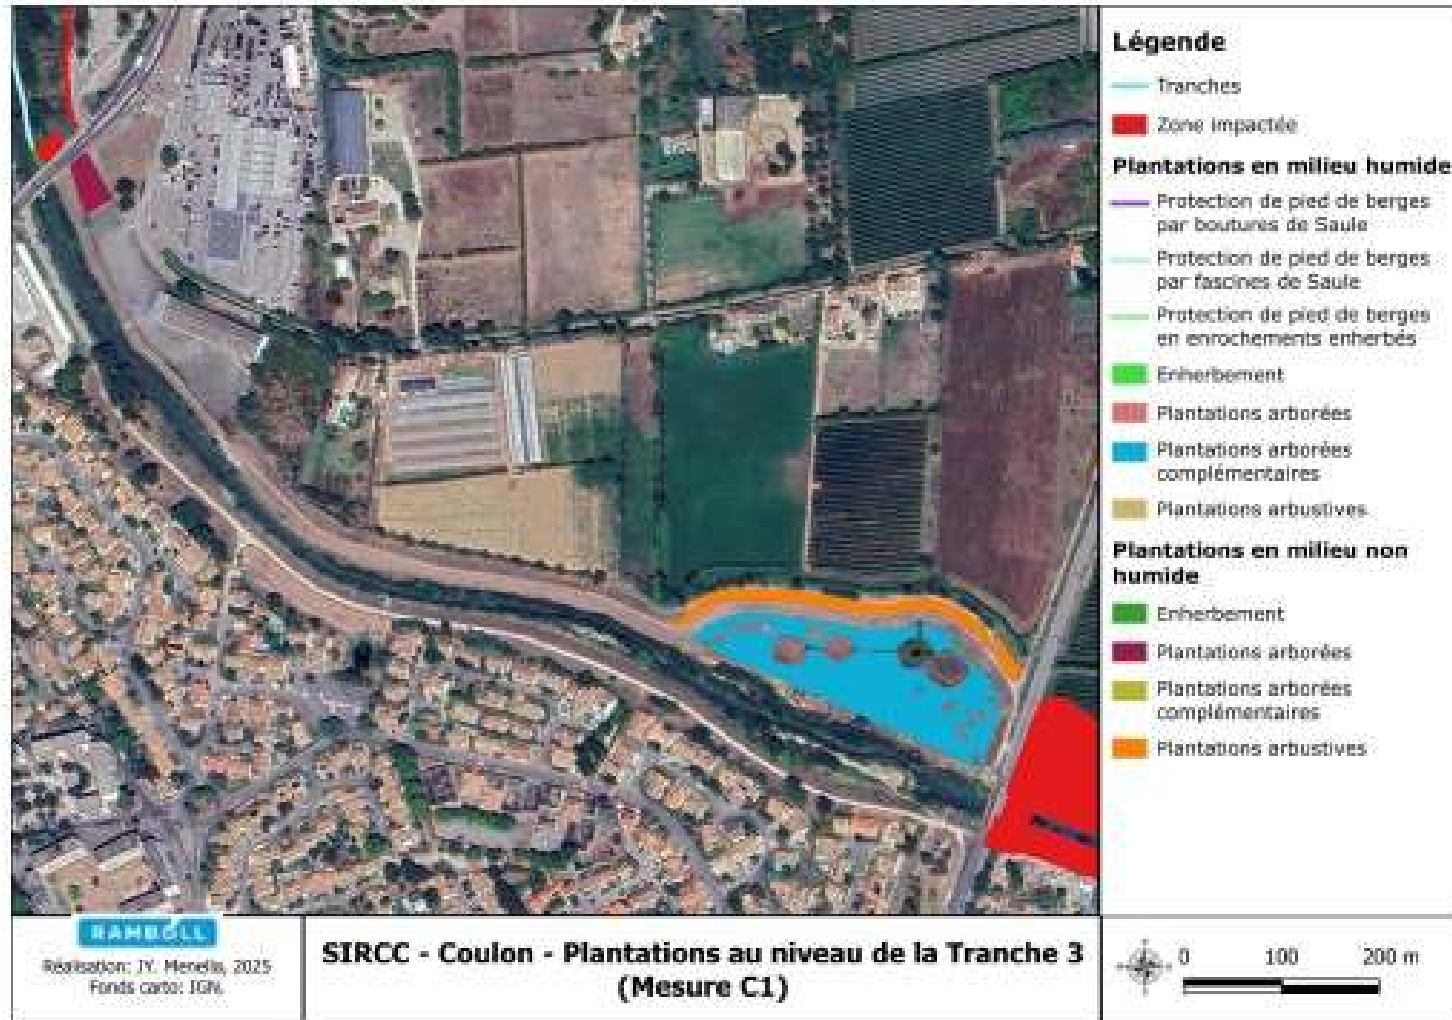 Légende
Tranches
Zone impactée
Plantations en milieu humide
Protection de pied de berges
par boutures de Saule
Protection de pied de berges
par fascines de Saule
Protection de pied de berges
en enrochements enherbés
Enherbement
Plantations arborées
Plantations arborées
complémentaires
Plantations arbustives
Plantations en milieu non
humide
Enherbement
Plantations arborées
Plantations arborées
complémentaires
Plantations arbustives
RAMBOLL
Réalisation: JY. Menella, 2025
Fonds carto: IGN.
SIRCC - Coulon - Plantations au niveau de la Tranche 3
(Mesure C1)
0 100 200 m